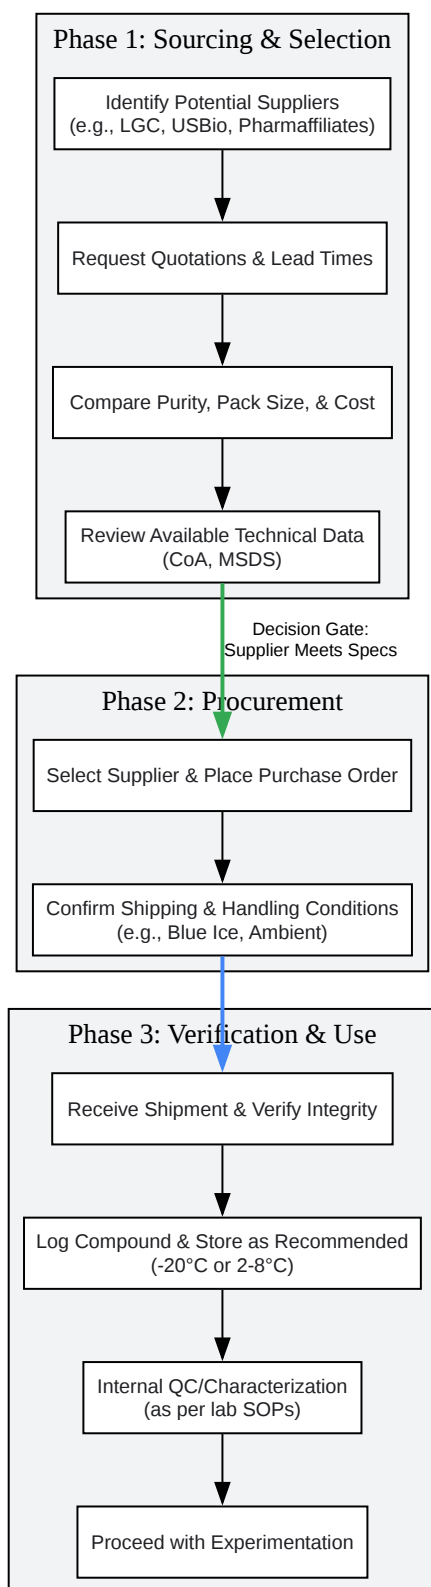 Phase 1: Sourcing & Selection
Identify Potential Suppliers
(e.g., LGC, USBio, Pharmaffiliates)
Request Quotations & Lead Times
Compare Purity, Pack Size, & Cost
Review Available Technical Data
(CoA, MSDS)
Decision Gate:
Supplier Meets Specs
Phase 2: Procurement
Select Supplier & Place Purchase Order
Confirm Shipping & Handling Conditions
(e.g., Blue Ice, Ambient)
Phase 3: Verification & Use
Receive Shipment & Verify Integrity
Log Compound & Store as Recommended
(-20°C or 2-8°C)
Internal QC/Characterization
(as per lab SOPs)
Proceed with Experimentation